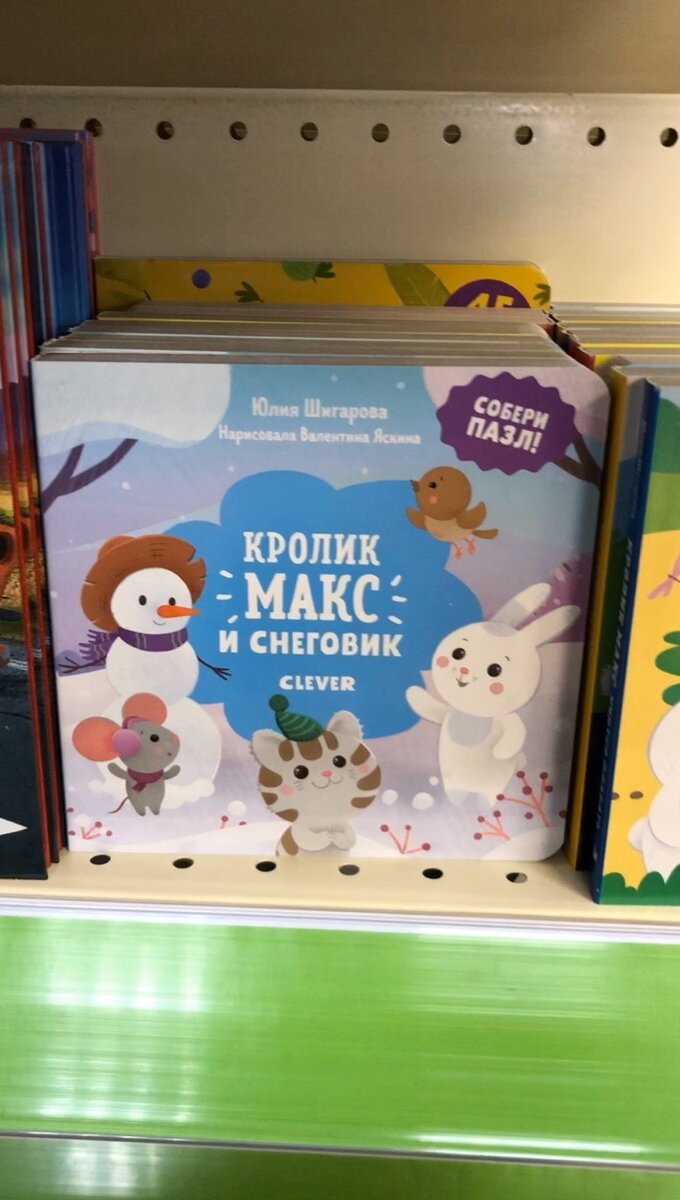 Юлия Шигарова
Нарисовала Валентина Яскина
СОБЕРИ
ПАЗЛ!
КРОЛИК
МАКС
И СНЕГОВИК
CLEVER